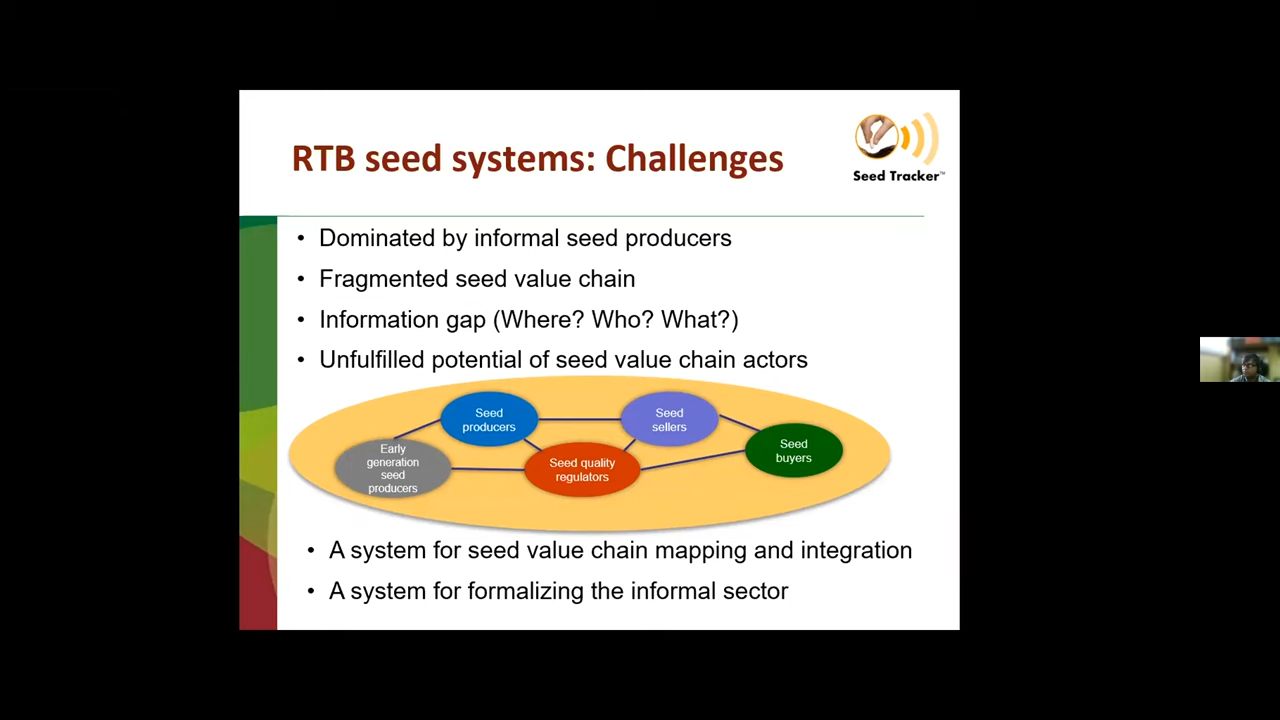 RTB seed systems: Challenges
Seed Tracker™
• Dominated by informal seed producers
• Fragmented seed value chain
• Information gap (Where? Who? What?)
• Unfulfilled potential of seed value chain actors
Seed
producers
Seed
sellers
Early
generation
seed
producers
Seed quality
regulators
Seed
buyers
• A system for seed value chain mapping and integration
• A system for formalizing the informal sector